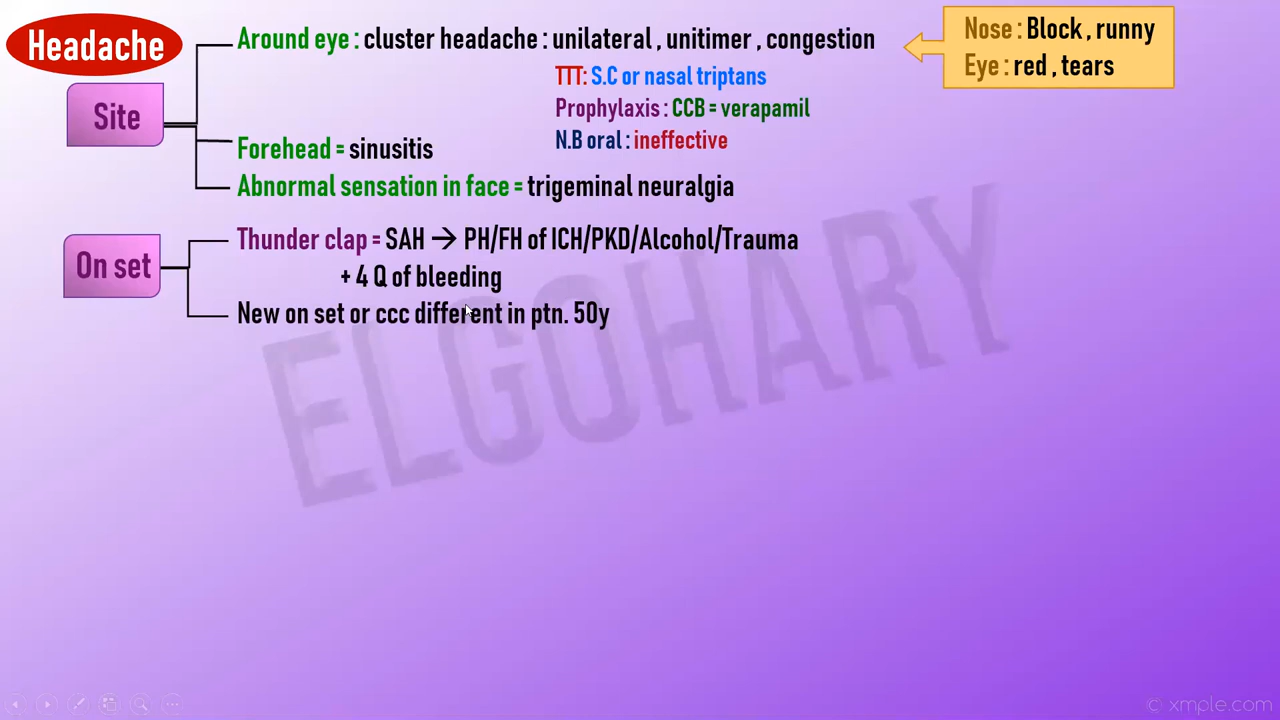 Headache
Site
Around eye : cluster headache : unilateral , unitimer , congestion
Nose : Block , runny
Eye : red , tears
TTT: S.C or nasal triptans
Prophylaxis : CCB = verapamil
N.B oral : ineffective
Forehead = sinusitis
Abnormal sensation in face = trigeminal neuralgia
On set
Thunder clap = SAH → PH/FH of ICH/PKD/Alcohol/Trauma
+ 4 Q of bleeding
New on set or ccc different in ptn. 50y
ELGOHARY
© xmple.com